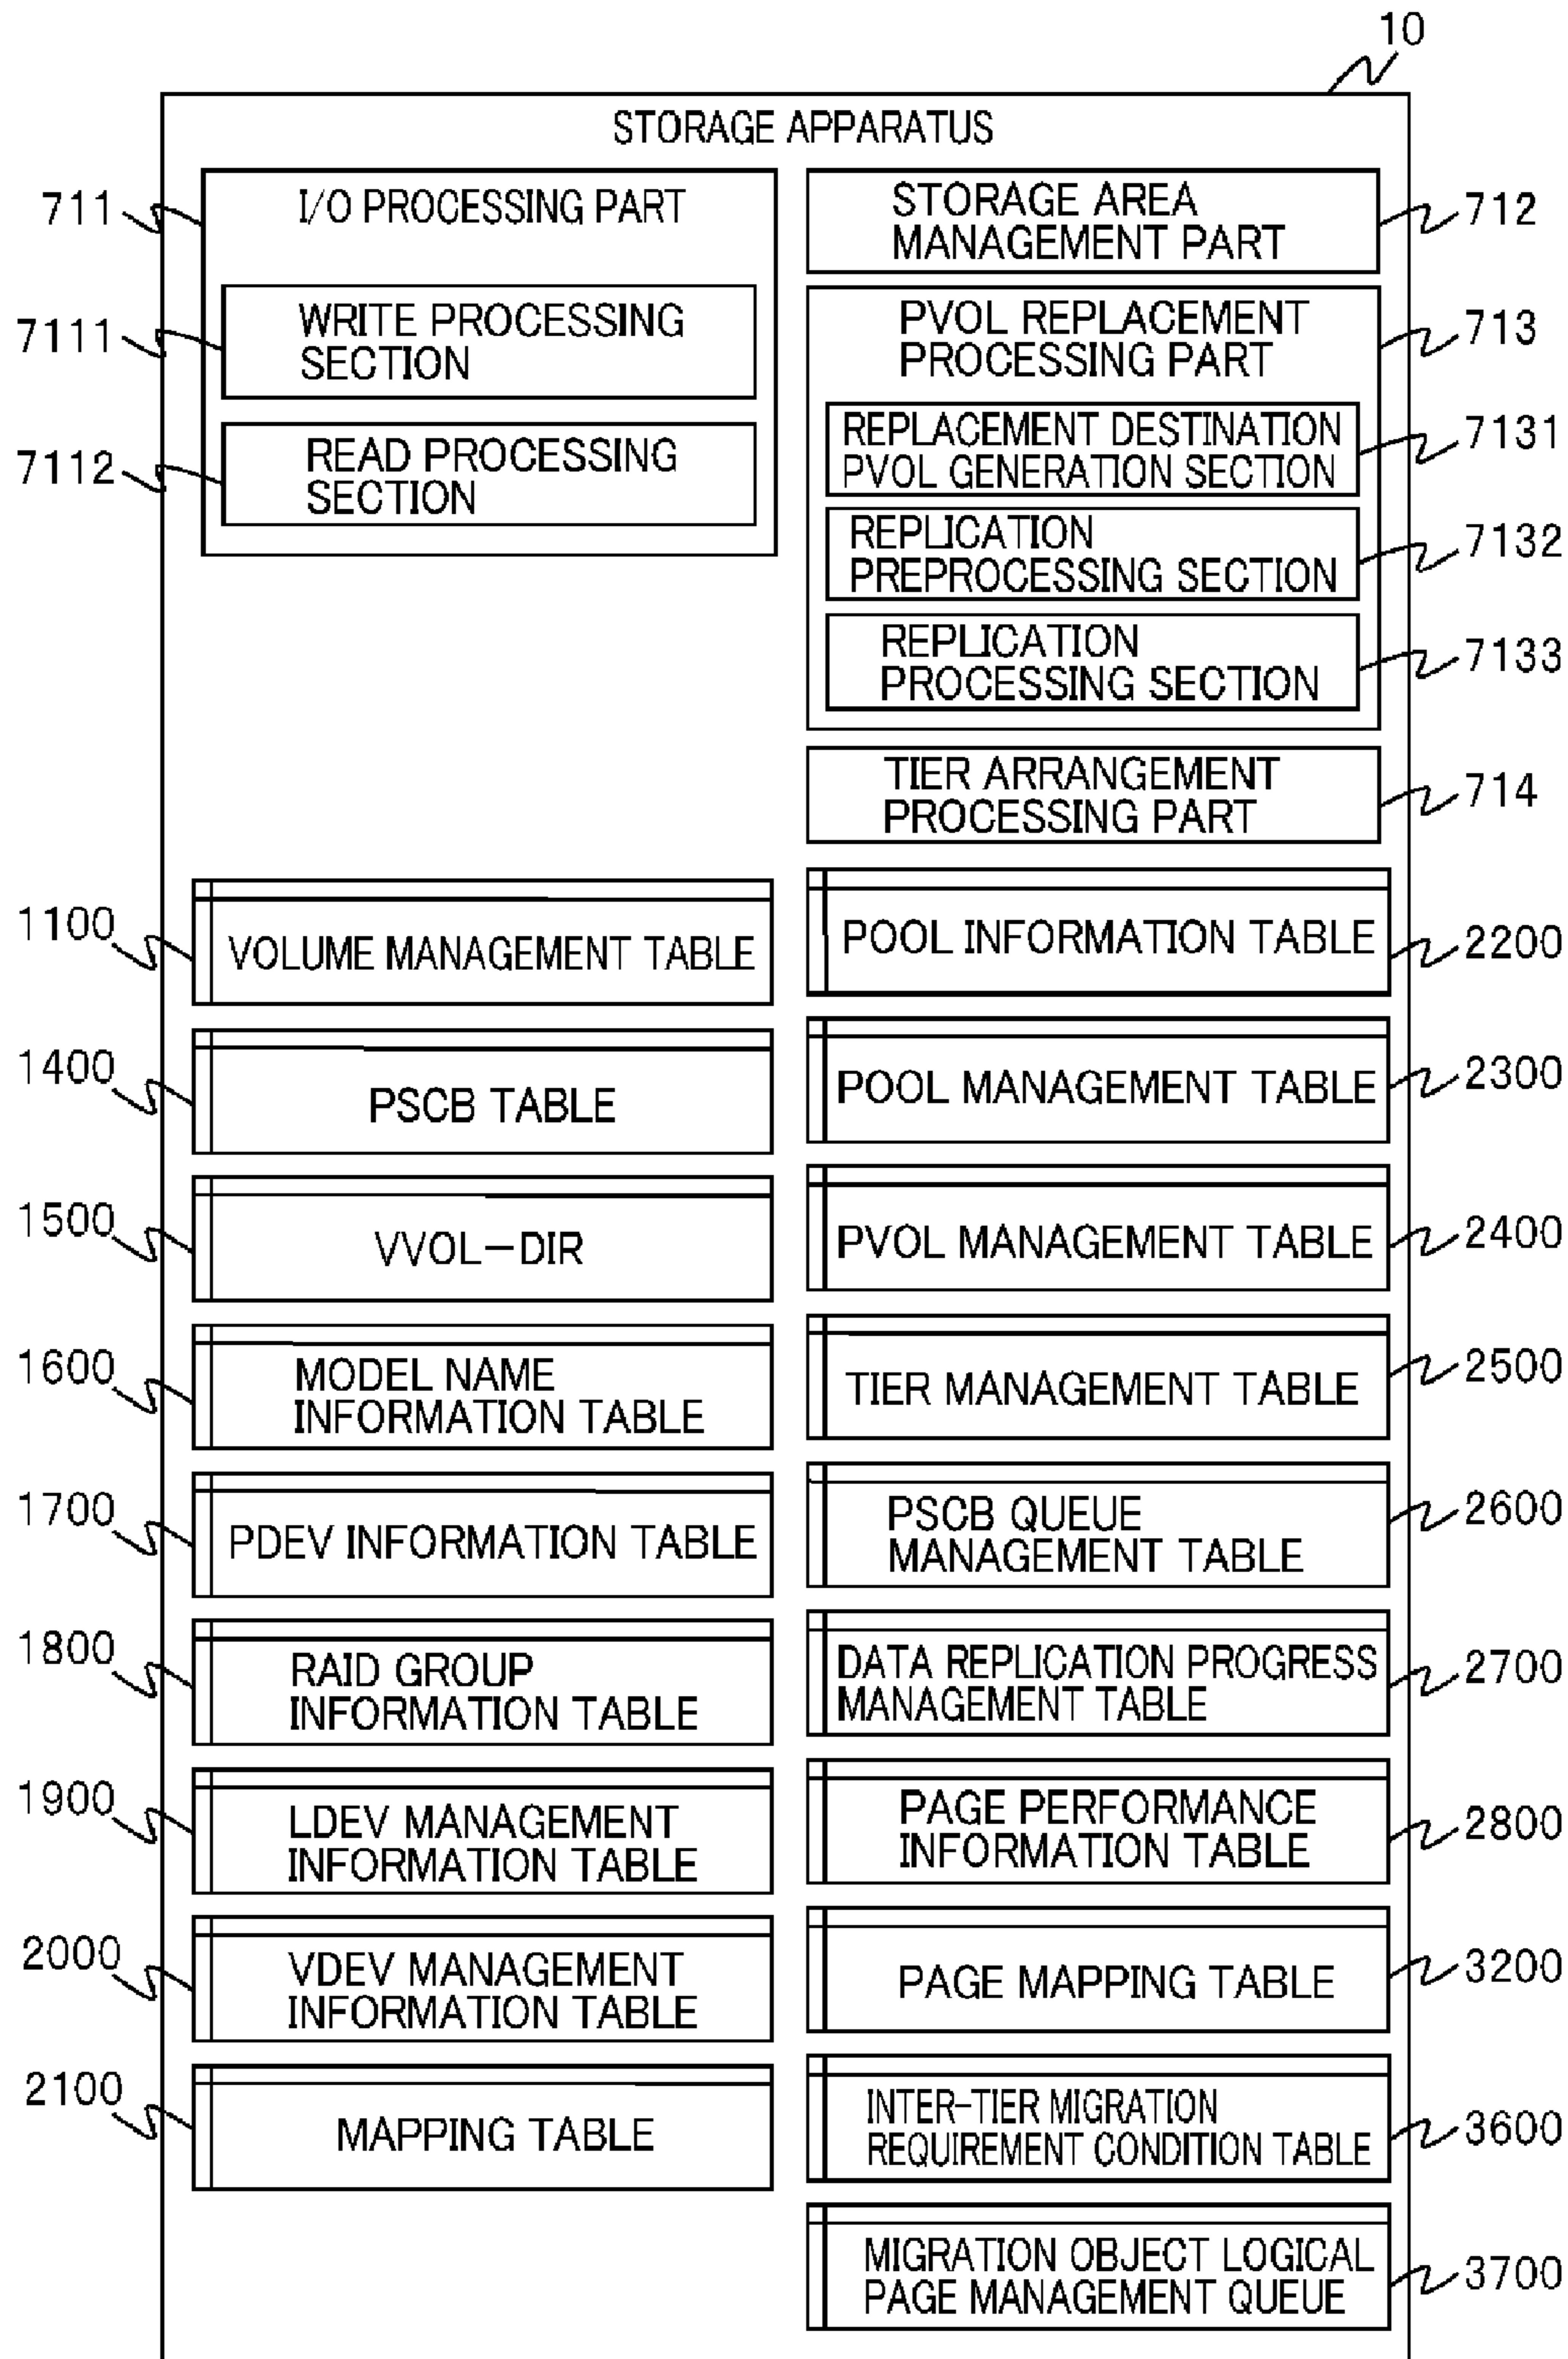 10
STORAGE APPARATUS
711
I/O PROCESSING PART
7111
WRITE PROCESSING
SECTION
7112
READ PROCESSING
SECTION
STORAGE AREA
MANAGEMENT PART
712
PVOL REPLACEMENT
PROCESSING PART
713
REPLACEMENT DESTINATION
PVOL GENERATION SECTION
7131
REPLICATION
PREPROCESSING SECTION
7132
REPLICATION
PROCESSING SECTION
7133
TIER ARRANGEMENT
PROCESSING PART
714
1100
VOLUME MANAGEMENT TABLE
1400
PSCB TABLE
1500
VVOL-DIR
1600
MODEL NAME
INFORMATION TABLE
1700
PDEV INFORMATION TABLE
1800
RAID GROUP
INFORMATION TABLE
1900
LDEV MANAGEMENT
INFORMATION TABLE
2000
VDEV MANAGEMENT
INFORMATION TABLE
2100
MAPPING TABLE
POOL INFORMATION TABLE
2200
POOL MANAGEMENT TABLE
2300
PVOL MANAGEMENT TABLE
2400
TIER MANAGEMENT TABLE
2500
PSCB QUEUE
MANAGEMENT TABLE
2600
DATA REPLICATION PROGRESS
MANAGEMENT TABLE
2700
PAGE PERFORMANCE
INFORMATION TABLE
2800
PAGE MAPPING TABLE
3200
INTER-TIER MIGRATION
REQUIREMENT CONDITION TABLE
3600
MIGRATION OBJECT LOGICAL
PAGE MANAGEMENT QUEUE
3700